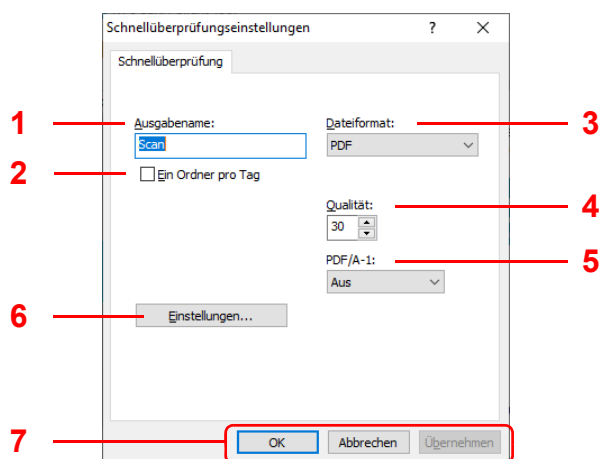 Schnellüberprüfungseinstellungen ?
Schnellüberprüfung
1 Ausgabename: Dateiformat: 3
Scan PDF
2 Ein Ordner pro Tag
Qualität: 4
30
PDF/A-1: 5
Aus
6 Einstellungen...
7 OK Abbrechen Übernehmen